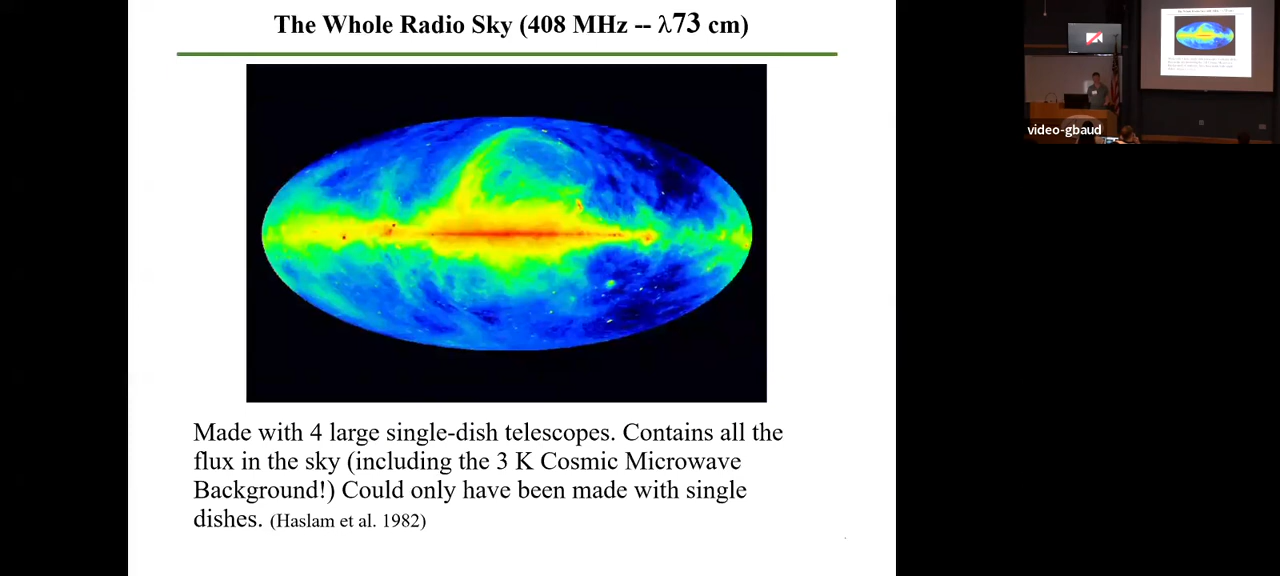 The Whole Radio Sky (408 MHz -- λ73 cm)
video-gbaud
Made with 4 large single-dish telescopes. Contains all the
flux in the sky (including the 3 K Cosmic Microwave
Background!) Could only have been made with single
dishes. (Haslam et al. 1982)